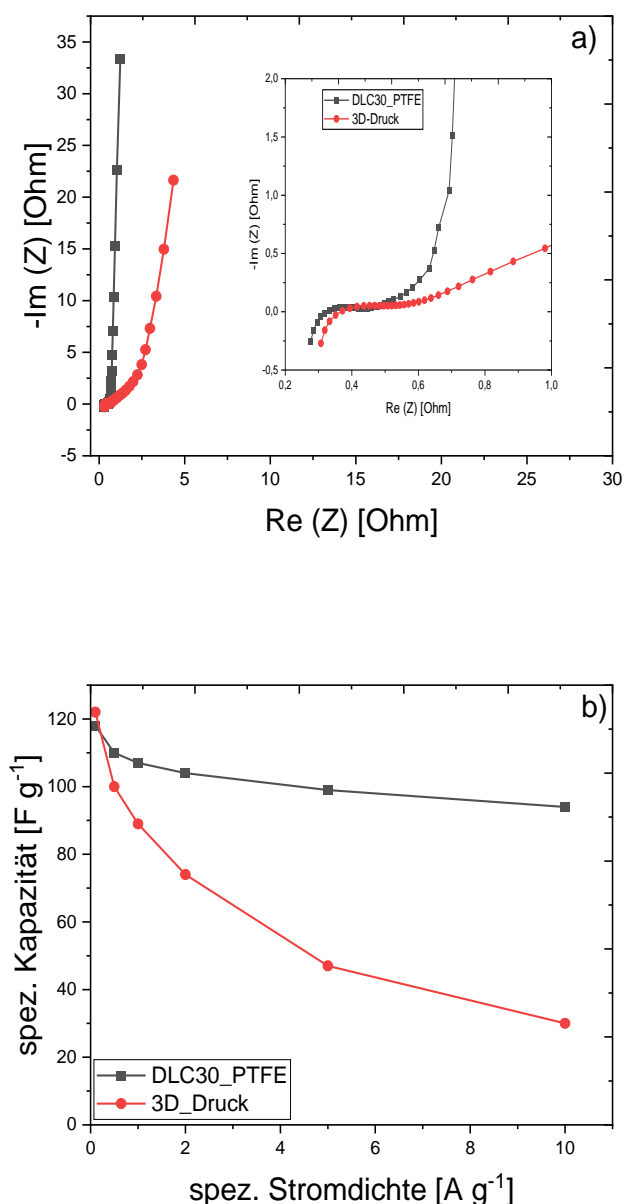 a)
35
30
25
20
15
10
5
0
-5
-Im (Z) [Ohm]
0 5 10 15 20 25 30
Re (Z) [Ohm]
2,0
1,5
1,0
0,5
0,0
-0,5
-Im (Z) [Ohm]
DLC30_PTFE
3D-Druck
0,2 0,4 0,6 0,8 1,0
Re (Z) [Ohm]
b)
120
100
80
60
40
20
0
spez. Kapazität [F g⁻¹]
DLC30_PTFE
3D_Druck
0 2 4 6 8 10
spez. Stromdichte [A g⁻¹]